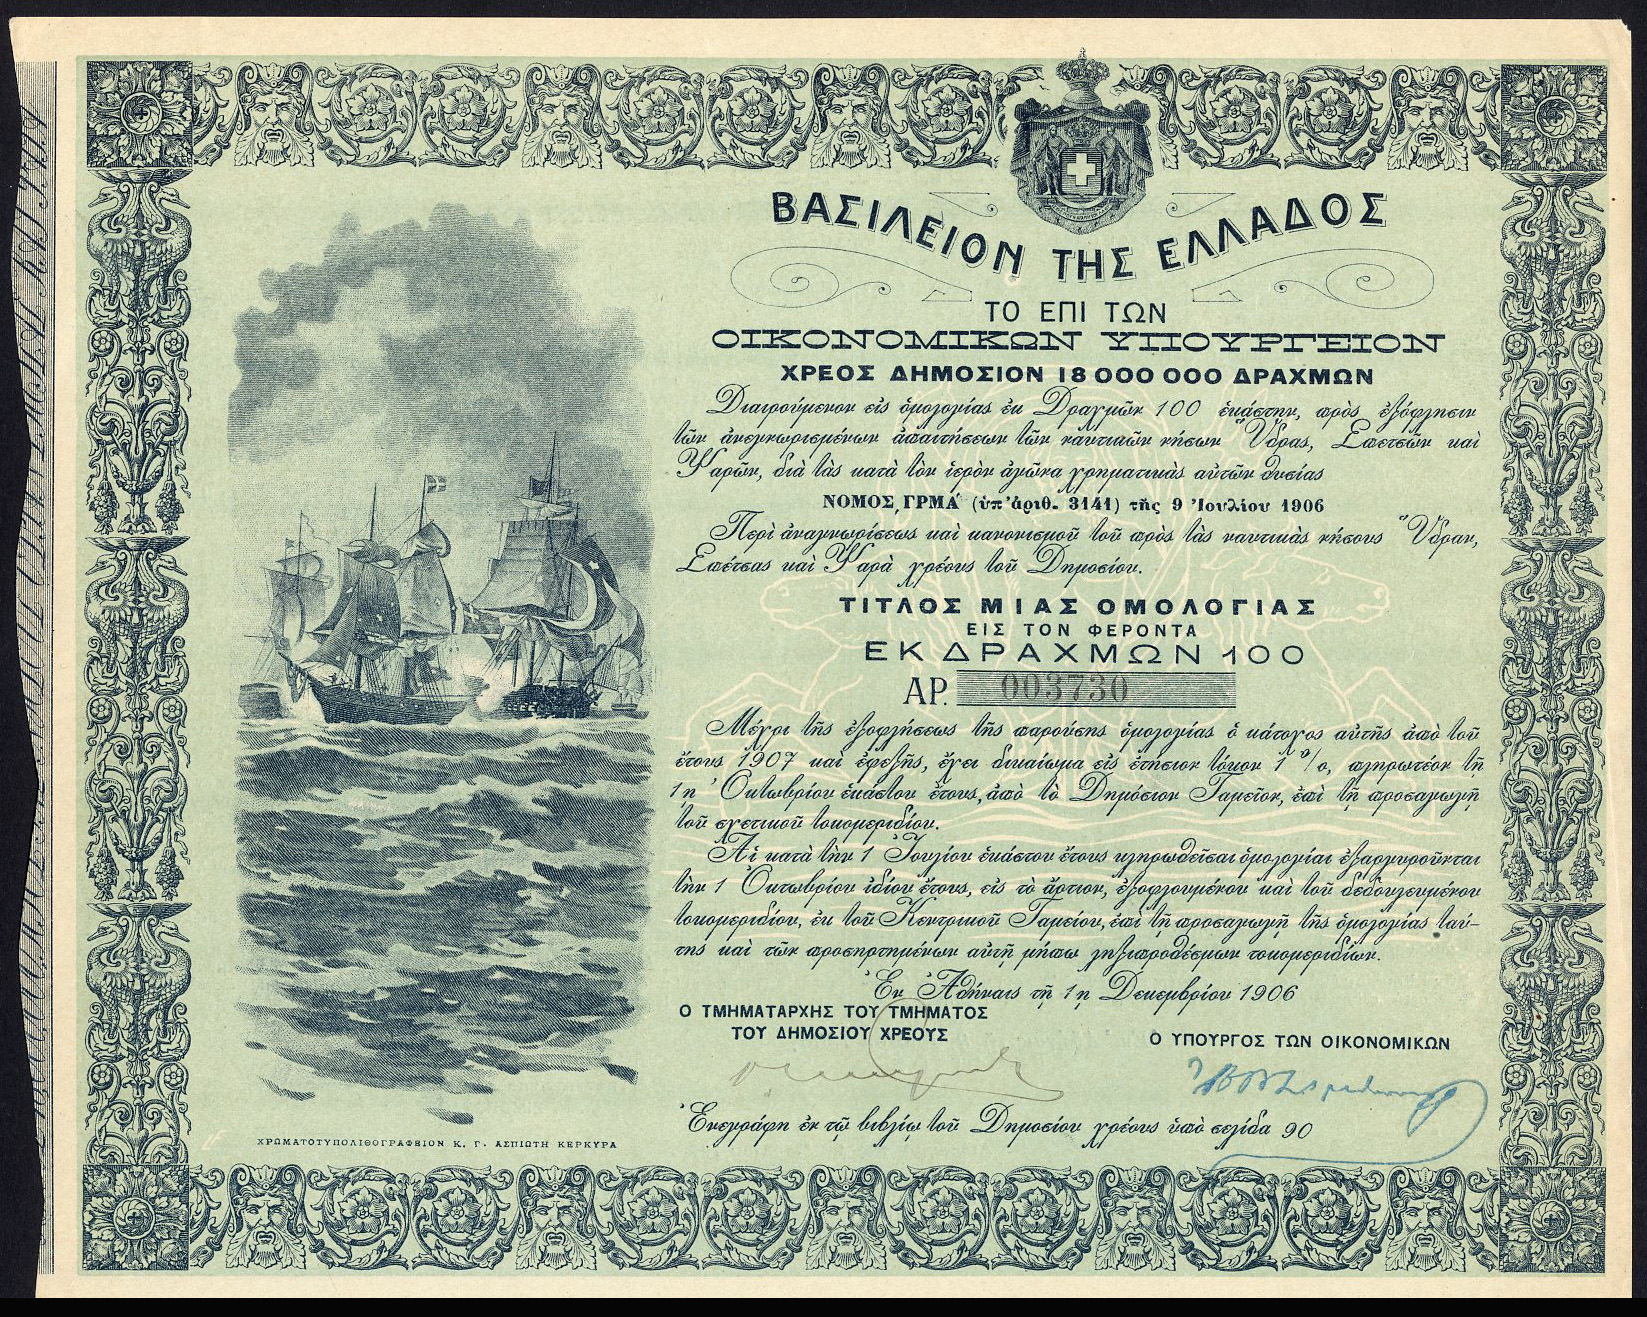 ΒΑΣΙΛΕΙΟΝ ΤΗΣ ΕΛΛΑΔΟΣ
ΤΟ ΕΠΙ ΤΩΝ
ΟΙΚΟΝΟΜΙΚΩΝ ΥΠΟΥΡΓΕΙΟΝ
ΧΡΕΟΣ ΔΗΜΟΣΙΟΝ 18 000 000 ΔΡΑΧΜΩΝ
Διαιρούμενον εἰς ὁμολογίας ἐκ Δραχμῶν 100 ἑκάστην, πρὸς ἐξόφλησιν
τῶν ἀνεγνωρισμένων ἀπαιτήσεων τῶν ναυτικῶν νήσων Ὕδρας, Σπετσῶν καὶ
Ψαρῶν, διὰ τὰς κατὰ τὸν ἱερὸν ἀγῶνα χρηματικὰς αὐτῶν θυσίας
ΝΟΜΟΣ ͵ΓΡΜΑ΄ (ὑπ' ἀριθ. 3141) τῆς 9 Ἰουλίου 1906
Περὶ ἀναγνωρίσεως καὶ κανονισμοῦ τοῦ πρὸς τὰς ναυτικὰς νήσους Ὕδραν,
Σπέτσας καὶ Ψαρὰ χρέους τοῦ Δημοσίου.
ΤΙΤΛΟΣ ΜΙΑΣ ΟΜΟΛΟΓΙΑΣ
ΕΙΣ ΤΟΝ ΦΕΡΟΝΤΑ
ΕΚ ΔΡΑΧΜΩΝ 100
ΑΡ. 003730
Μέχρι τῆς ἐξοφλήσεως τῆς παρούσης ὁμολογίας ὁ κάτοχος αὐτῆς ἀπὸ τοῦ
ἔτους 1907 καὶ ἐφεξῆς, ἔχει δικαίωμα εἰς ἐτήσιον τόκον 1%, πληρωτέον τῇ
1ῃ Ὀκτωβρίου ἑκάστου ἔτους, ἀπὸ τὸ Δημόσιον Ταμεῖον, ἐπὶ τῇ προσαγωγῇ
τοῦ σχετικοῦ τοκομεριδίου.
Αἱ κατὰ τὴν 1 Ἰουλίου ἑκάστου ἔτους κληρωθεῖσαι ὁμολογίαι ἐξαργυροῦνται
τὴν 1 Ὀκτωβρίου ἰδίου ἔτους, εἰς τὸ ἄρτιον, ἐξοφλουμένου καὶ τοῦ δεδουλευμένου
τοκομεριδίου, ἐκ τοῦ Κεντρικοῦ Ταμείου, ἐπὶ τῇ προσαγωγῇ τῆς ὁμολογίας ταύ-
της καὶ τῶν προσηρτημένων αὐτῇ μήπω ληξιπροθέσμων τοκομεριδίων.
Ἐν Ἀθήναις τῇ 1ῃ Δεκεμβρίου 1906
Ο ΤΜΗΜΑΤΑΡΧΗΣ ΤΟΥ ΤΜΗΜΑΤΟΣ
ΤΟΥ ΔΗΜΟΣΙΟΥ ΧΡΕΟΥΣ
Ο ΥΠΟΥΡΓΟΣ ΤΩΝ ΟΙΚΟΝΟΜΙΚΩΝ
Ἐνεγράφη ἐν τῷ βιβλίῳ τοῦ Δημοσίου χρέους ὑπὸ σελίδα 90
ΧΡΩΜΑΤΟΤΥΠΟΛΙΘΟΓΡΑΦΕΙΟΝ Κ. Γ. ΑΣΠΙΩΤΗ ΚΕΡΚΥΡΑ